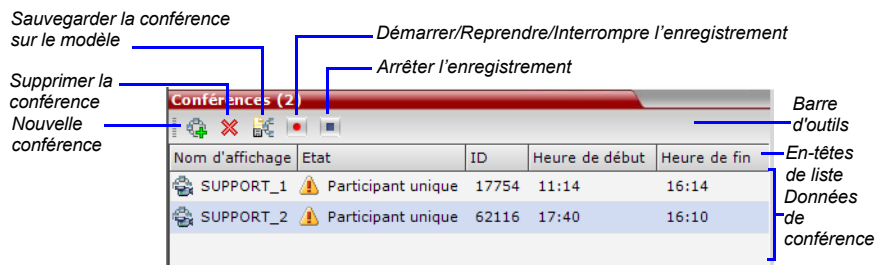 Sauvegarder la conférence
sur le modèle
Démarrer/Reprendre/Interrompre l'enregistrement
Arrêter l'enregistrement
Supprimer la
conférence
Nouvelle
conférence
Conférences (2)
Barre
d'outils
Nom d'affichage Etat ID Heure de début Heure de fin
En-têtes
de liste
SUPPORT_1 Participant unique 17754 11:14 16:14
SUPPORT_2 Participant unique 62116 17:40 16:10
Données
de
conférence